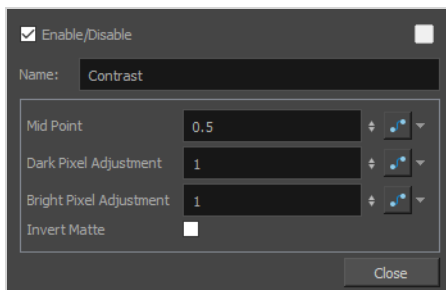 Enable/Disable
Name: Contrast
Mid Point 0.5
Dark Pixel Adjustment 1
Bright Pixel Adjustment 1
Invert Matte
Close